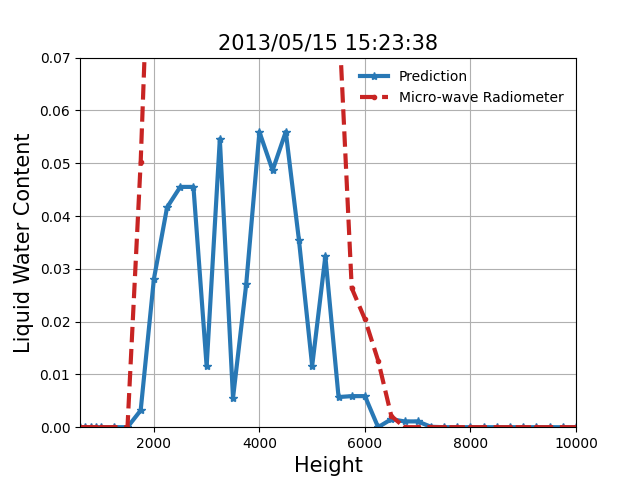 2013/05/15 15:23:38
Liquid Water Content
0.07
0.06
0.05
0.04
0.03
0.02
0.01
0.00
Prediction
Micro-wave Radiometer
2000 4000 6000 8000 10000
Height